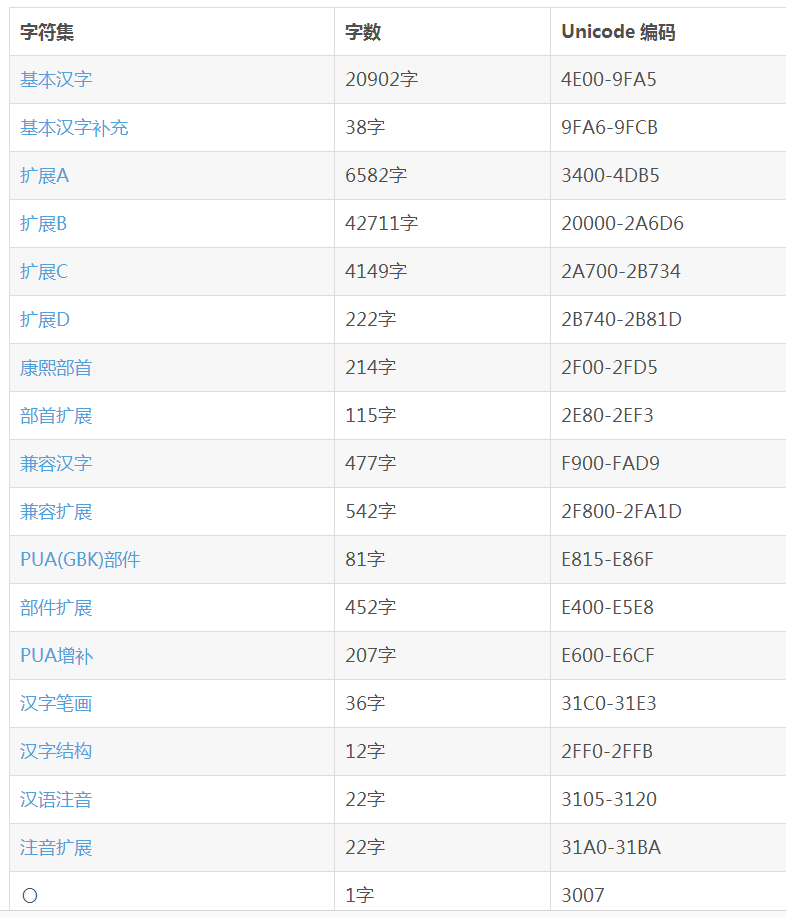 字符集 字数 Unicode 编码
基本汉字 20902字 4E00-9FA5
基本汉字补充 38字 9FA6-9FCB
扩展A 6582字 3400-4DB5
扩展B 42711字 20000-2A6D6
扩展C 4149字 2A700-2B734
扩展D 222字 2B740-2B81D
康熙部首 214字 2F00-2FD5
部首扩展 115字 2E80-2EF3
兼容汉字 477字 F900-FAD9
兼容扩展 542字 2F800-2FA1D
PUA(GBK)部件 81字 E815-E86F
部件扩展 452字 E400-E5E8
PUA增补 207字 E600-E6CF
汉字笔画 36字 31C0-31E3
汉字结构 12字 2FF0-2FFB
汉语注音 22字 3105-3120
注音扩展 22字 31A0-31BA
〇 1字 3007